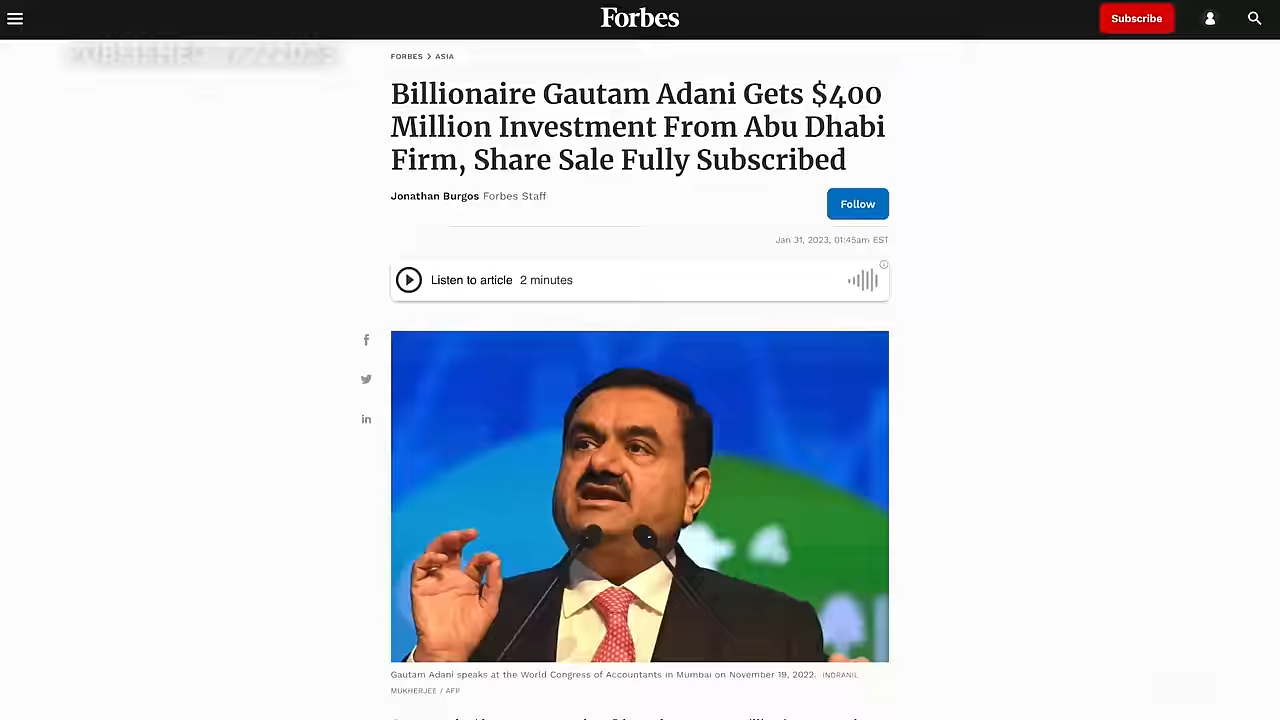 Forbes
Subscribe
FORBES > ASIA
Billionaire Gautam Adani Gets $400
Million Investment From Abu Dhabi
Firm, Share Sale Fully Subscribed
Jonathan Burgos Forbes Staff
Follow
Jan 31, 2023, 01:45am EST
Listen to article 2 minutes
Gautam Adani speaks at the World Congress of Accountants in Mumbai on November 19, 2022. INDRANIL
MUKHERJEE / AFP